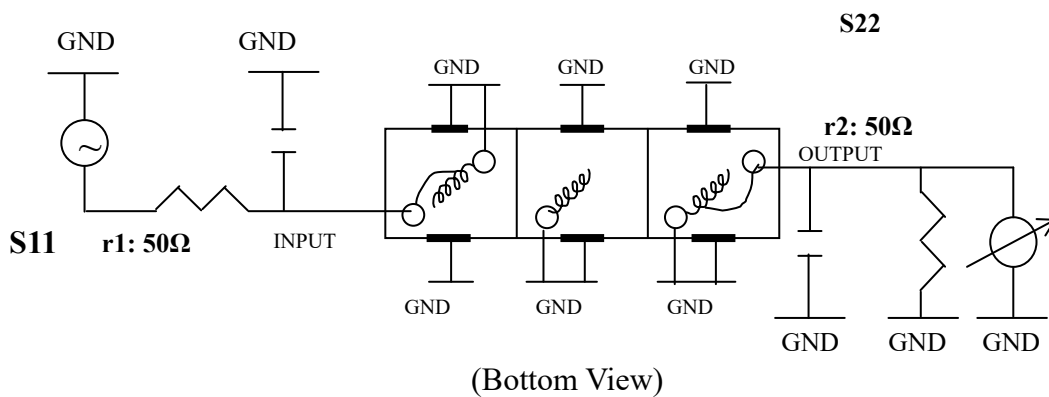 S22
GND
GND
GND
GND
GND
r2: 50Ω
OUTPUT
S11
r1: 50Ω
INPUT
GND
GND
GND
GND
GND
GND
(Bottom View)